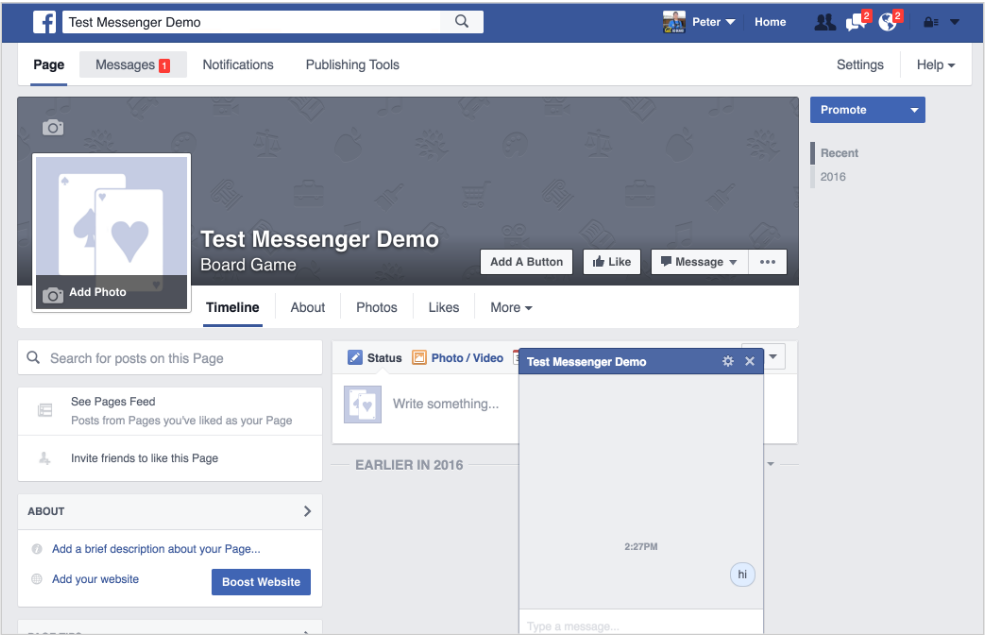 Test Messenger Demo
Peter
Home
2
2
Page
Messages 1
Notifications
Publishing Tools
Settings
Help
Promote
Recent
2016
Test Messenger Demo
Board Game
Add Photo
Add A Button
Like
Message
Timeline
About
Photos
Likes
More
Search for posts on this Page
See Pages Feed
Posts from Pages you've liked as your Page
Invite friends to like this Page
ABOUT
Add a brief description about your Page...
Add your website
Boost Website
Status
Photo / Video
Write something...
EARLIER IN 2016
Test Messenger Demo
2:27PM
hi
Type a message...